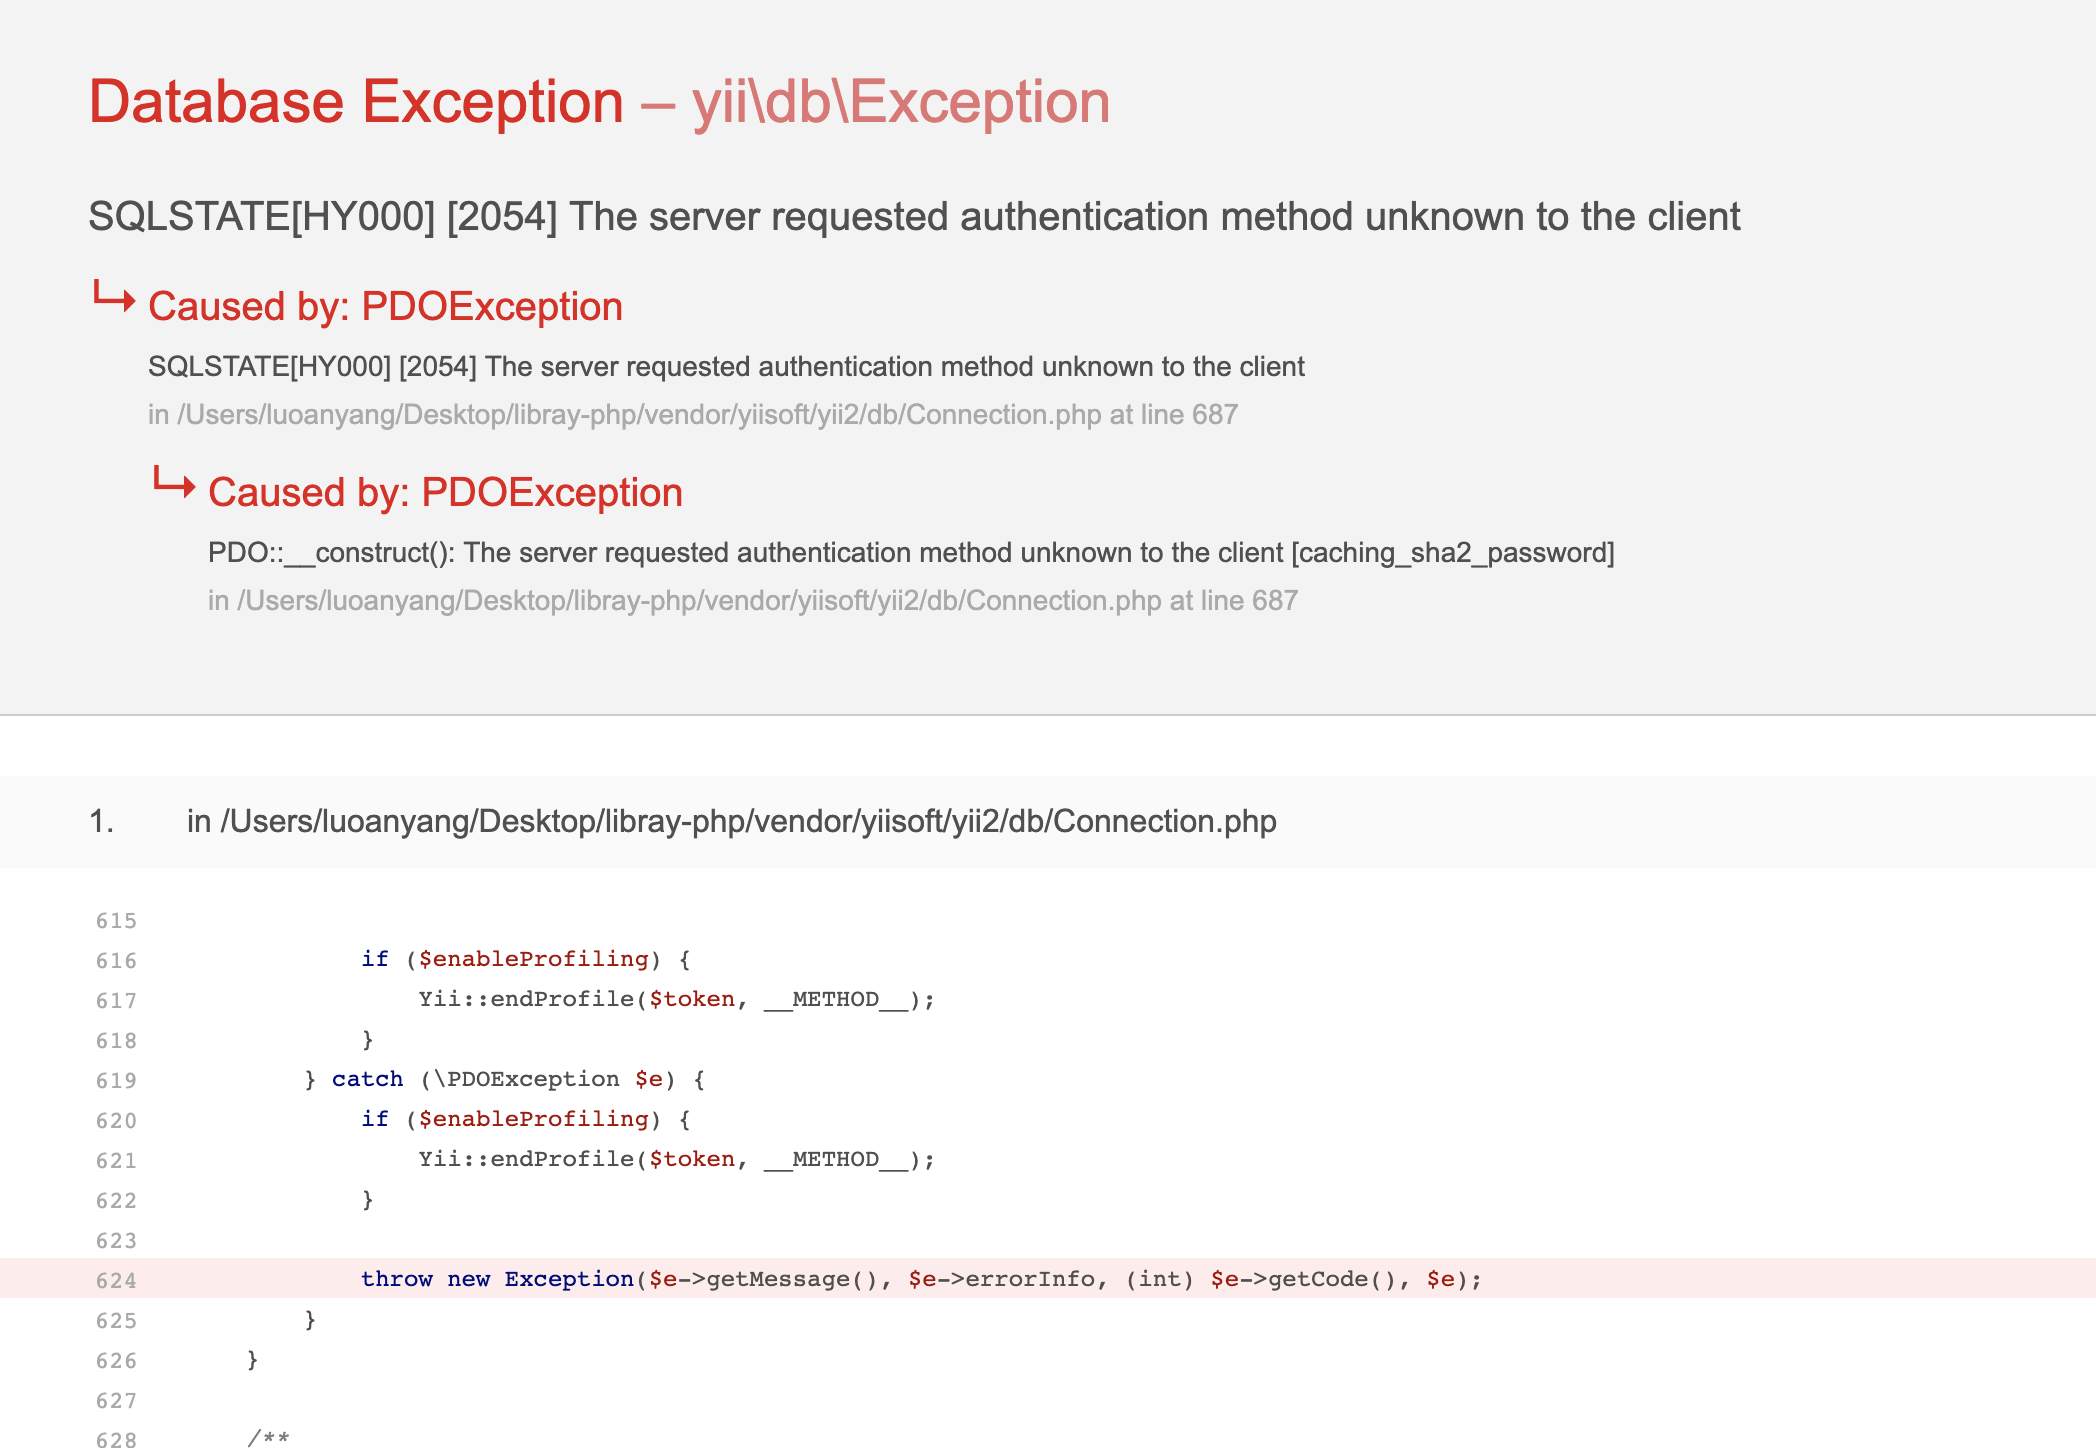 Database Exception – yii\db\Exception
SQLSTATE[HY000] [2054] The server requested authentication method unknown to the client
Caused by: PDOException
SQLSTATE[HY000] [2054] The server requested authentication method unknown to the client
in /Users/luoanyang/Desktop/libray-php/vendor/yiisoft/yii2/db/Connection.php at line 687
Caused by: PDOException
PDO::__construct(): The server requested authentication method unknown to the client [caching_sha2_password]
in /Users/luoanyang/Desktop/libray-php/vendor/yiisoft/yii2/db/Connection.php at line 687
1. in /Users/luoanyang/Desktop/libray-php/vendor/yiisoft/yii2/db/Connection.php
615
616 if ($enableProfiling) {
617 Yii::endProfile($token, __METHOD__);
618 }
619 } catch (\PDOException $e) {
620 if ($enableProfiling) {
621 Yii::endProfile($token, __METHOD__);
622 }
623
624 throw new Exception($e->getMessage(), $e->errorInfo, (int) $e->getCode(), $e);
625 }
626 }
627
628 /**